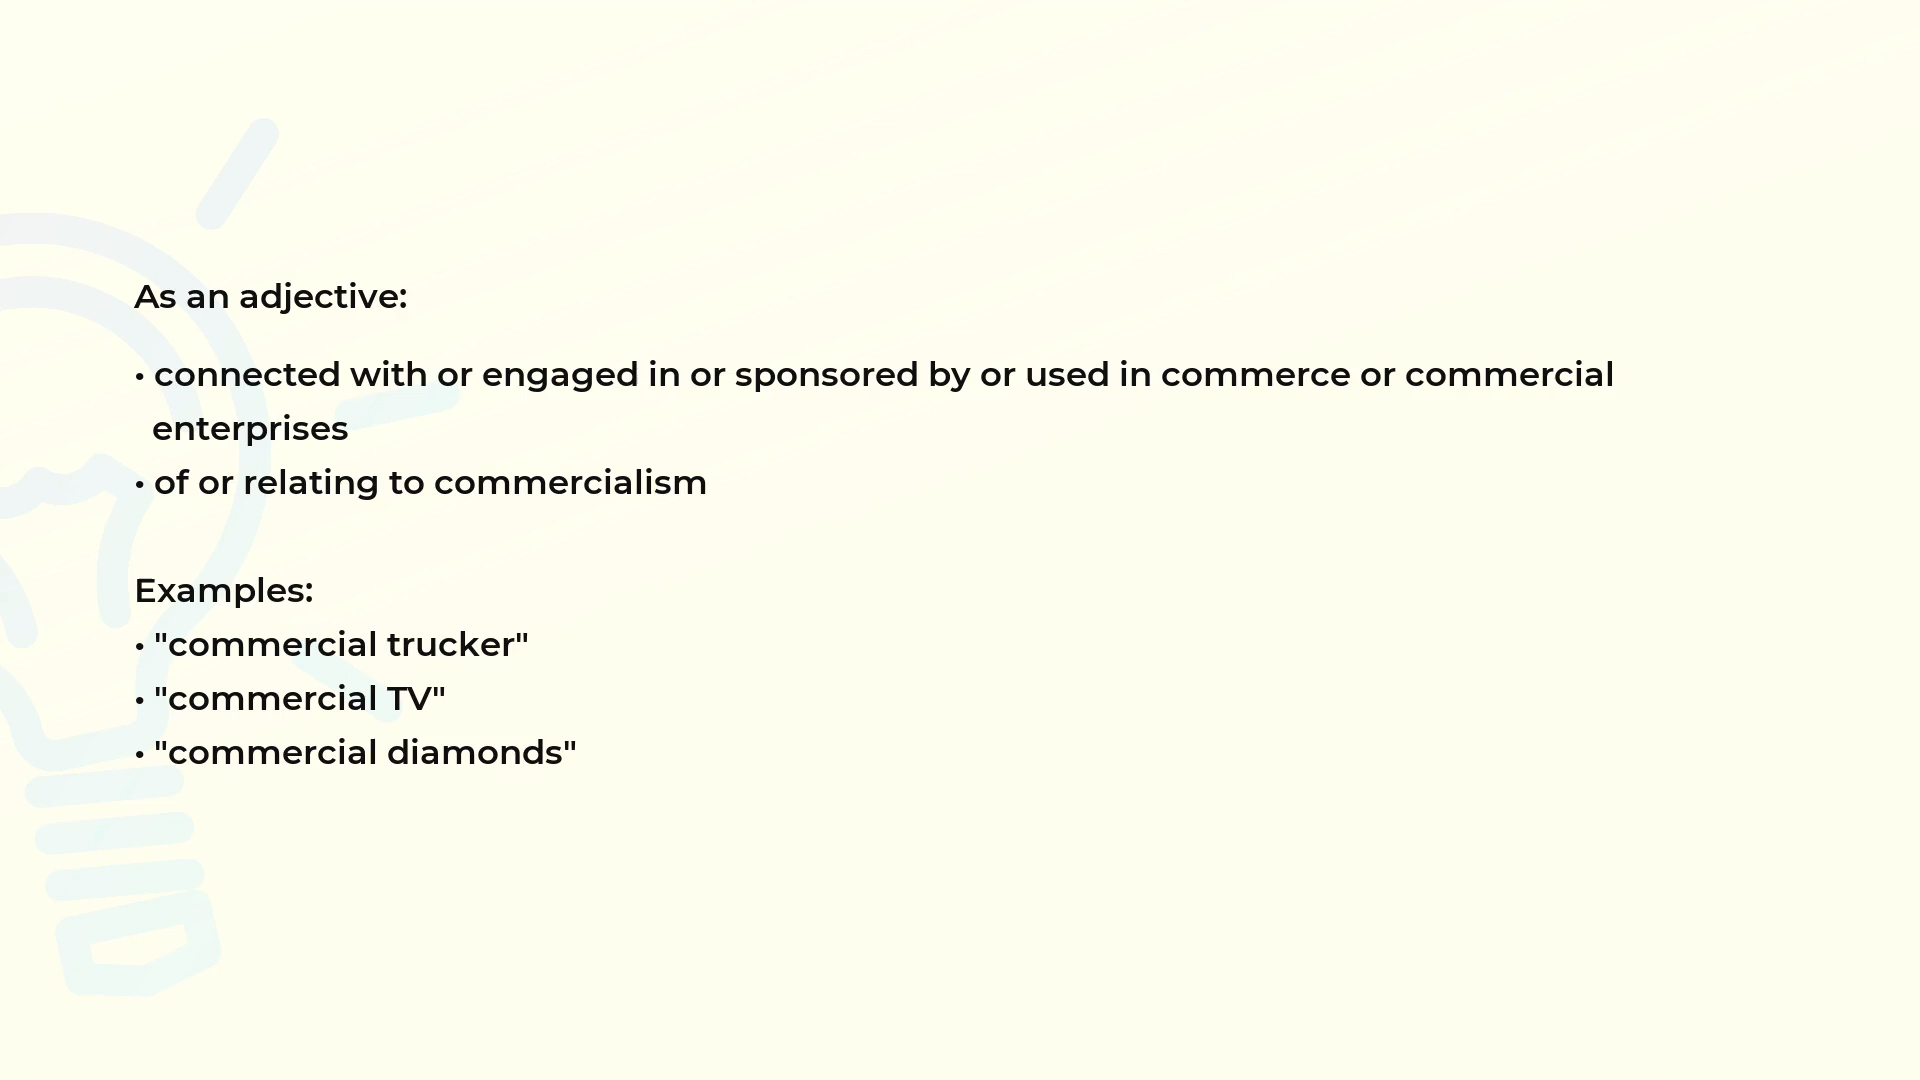 As an adjective:
• connected with or engaged in or sponsored by or used in commerce or commercial
enterprises
• of or relating to commercialism
Examples:
• "commercial trucker"
• "commercial TV"
• "commercial diamonds"